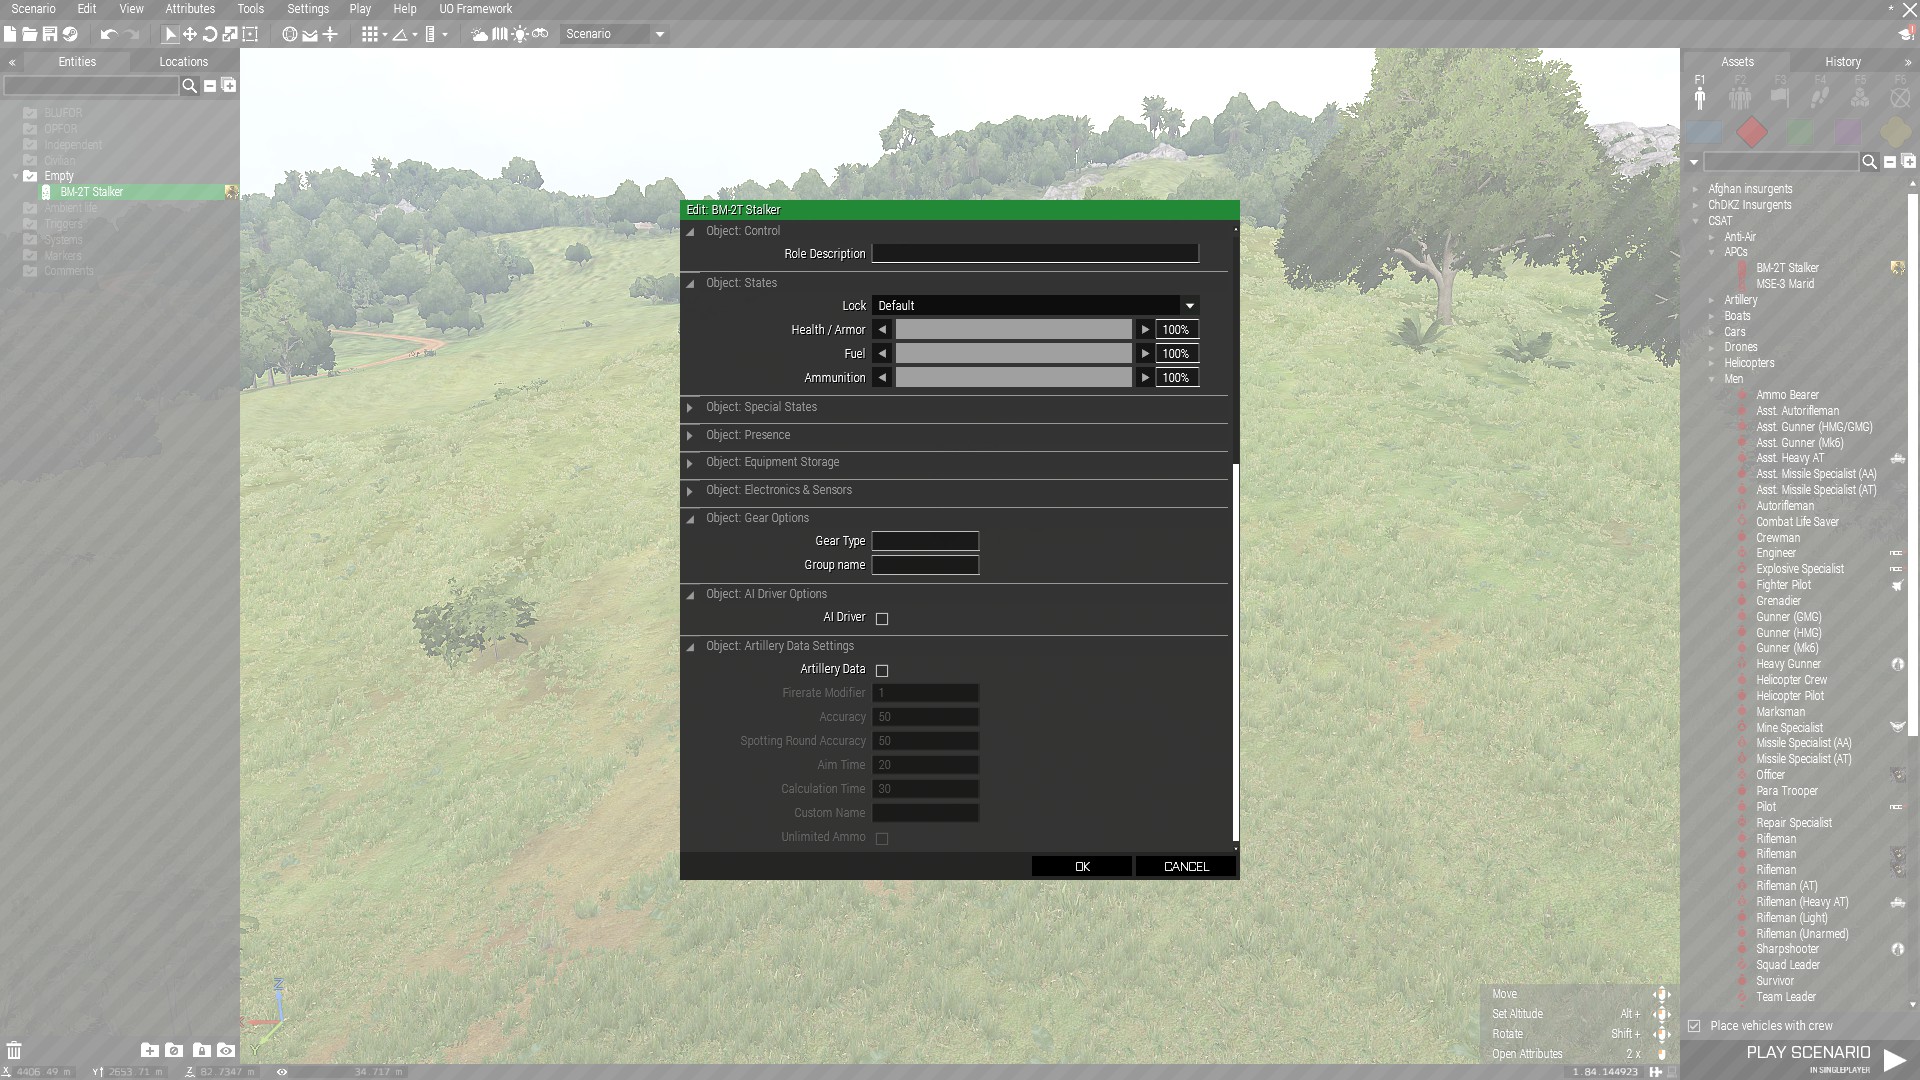 Scenario Edit View Attributes Tools Settings Play Help UO Framework
Scenario
Entities Locations
BLUFOR
OPFOR
Independent
Civilian
Empty
BM-2T Stalker
Ambient life
Triggers
Systems
Markers
Comments
Edit: BM-2T Stalker
Object: Control
Role Description
Object: States
Lock Default
Health / Armor 100%
Fuel 100%
Ammunition 100%
Object: Special States
Object: Presence
Object: Equipment Storage
Object: Electronics & Sensors
Object: Gear Options
Gear Type
Group name
Object: AI Driver Options
AI Driver
Object: Artillery Data Settings
Artillery Data
Firerate Modifier 1
Accuracy 50
Spotting Round Accuracy 50
Aim Time 20
Calculation Time 30
Custom Name
Unlimited Ammo
OK CANCEL
Assets History
F1 F2 F3 F4 F5 F6
Afghan insurgents
ChDKZ Insurgents
CSAT
Anti-Air
APCs
BM-2T Stalker
MSE-3 Marid
Artillery
Boats
Cars
Drones
Helicopters
Men
Ammo Bearer
Asst. Autorifleman
Asst. Gunner (HMG/GMG)
Asst. Gunner (Mk6)
Asst. Heavy AT
Asst. Missile Specialist (AA)
Asst. Missile Specialist (AT)
Autorifleman
Combat Life Saver
Crewman
Engineer
Explosive Specialist
Fighter Pilot
Grenadier
Gunner (GMG)
Gunner (HMG)
Gunner (Mk6)
Heavy Gunner
Helicopter Crew
Helicopter Pilot
Marksman
Mine Specialist
Missile Specialist (AA)
Missile Specialist (AT)
Officer
Para Trooper
Pilot
Repair Specialist
Rifleman
Rifleman
Rifleman
Rifleman (AT)
Rifleman (Heavy AT)
Rifleman (Light)
Rifleman (Unarmed)
Sharpshooter
Squad Leader
Survivor
Team Leader
Place vehicles with crew
PLAY SCENARIO
IN SINGLEPLAYER
Move
Set Altitude Alt +
Rotate Shift +
Open Attributes 2 x
X 4406.49 m Y 2653.71 m Z 82.7347 m 34.717 m 1.84.144923